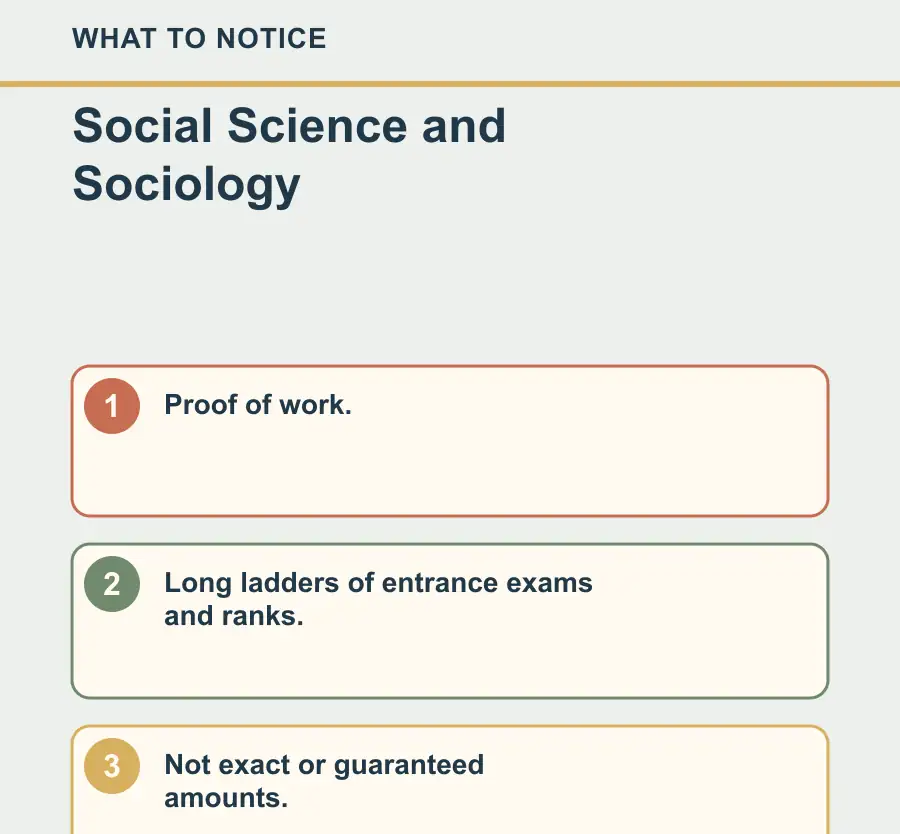 WHAT TO NOTICE
Social Science and
Sociology
1
Proof of work.
2
Long ladders of entrance exams
and ranks.
3
Not exact or guaranteed
amounts.